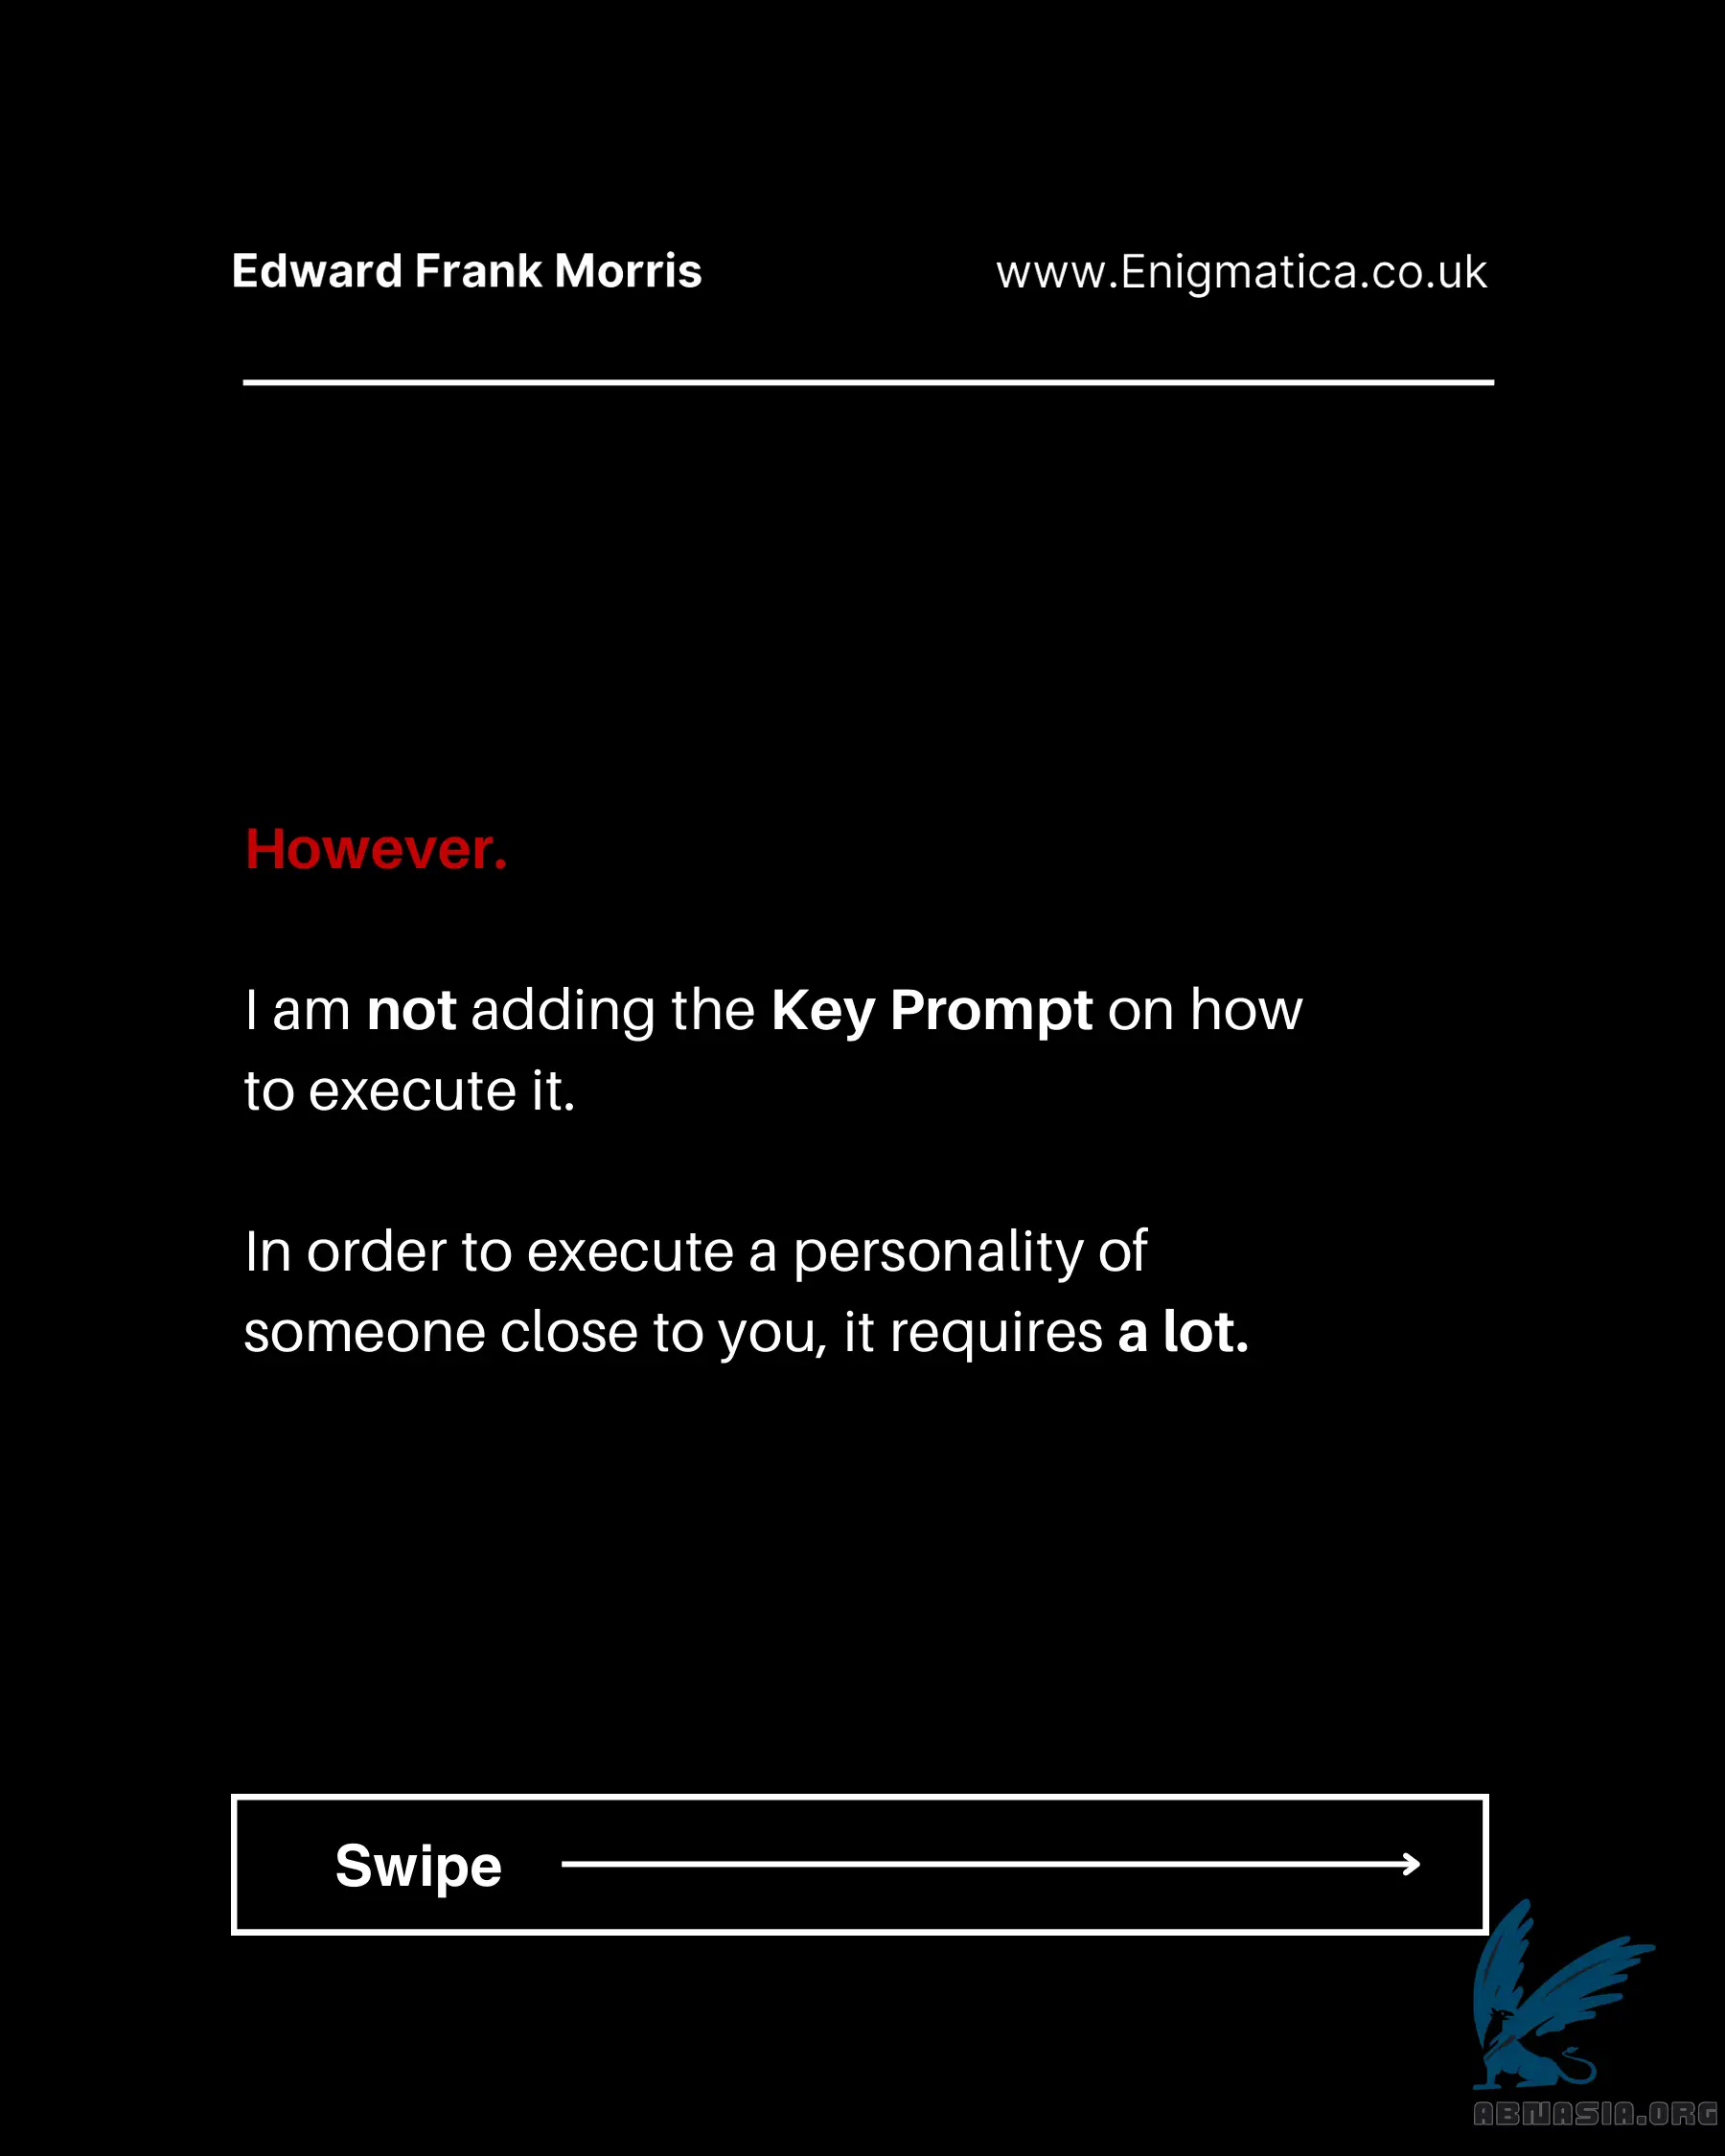 Edward Frank Morris
www.Enigmatica.co.uk
However.
I am not adding the Key Prompt on how
to execute it.
In order to execute a personality of
someone close to you, it requires a lot.
Swipe
ABNASIA.ORG